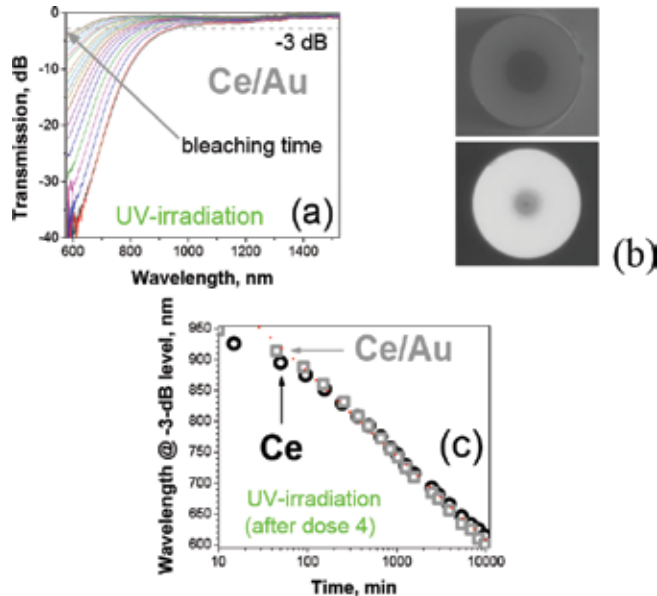 0
-10
-20
-30
-40
Transmission, dB
-3 dB
Ce/Au
bleaching time
UV-irradiation
(a)
600 800 1000 1200 1400
Wavelength, nm
(b)
950
900
850
800
750
700
650
600
Wavelength @ -3-dB level, nm
Ce/Au
Ce
(c)
UV-irradiation
(after dose 4)
10 100 1000 10000
Time, min